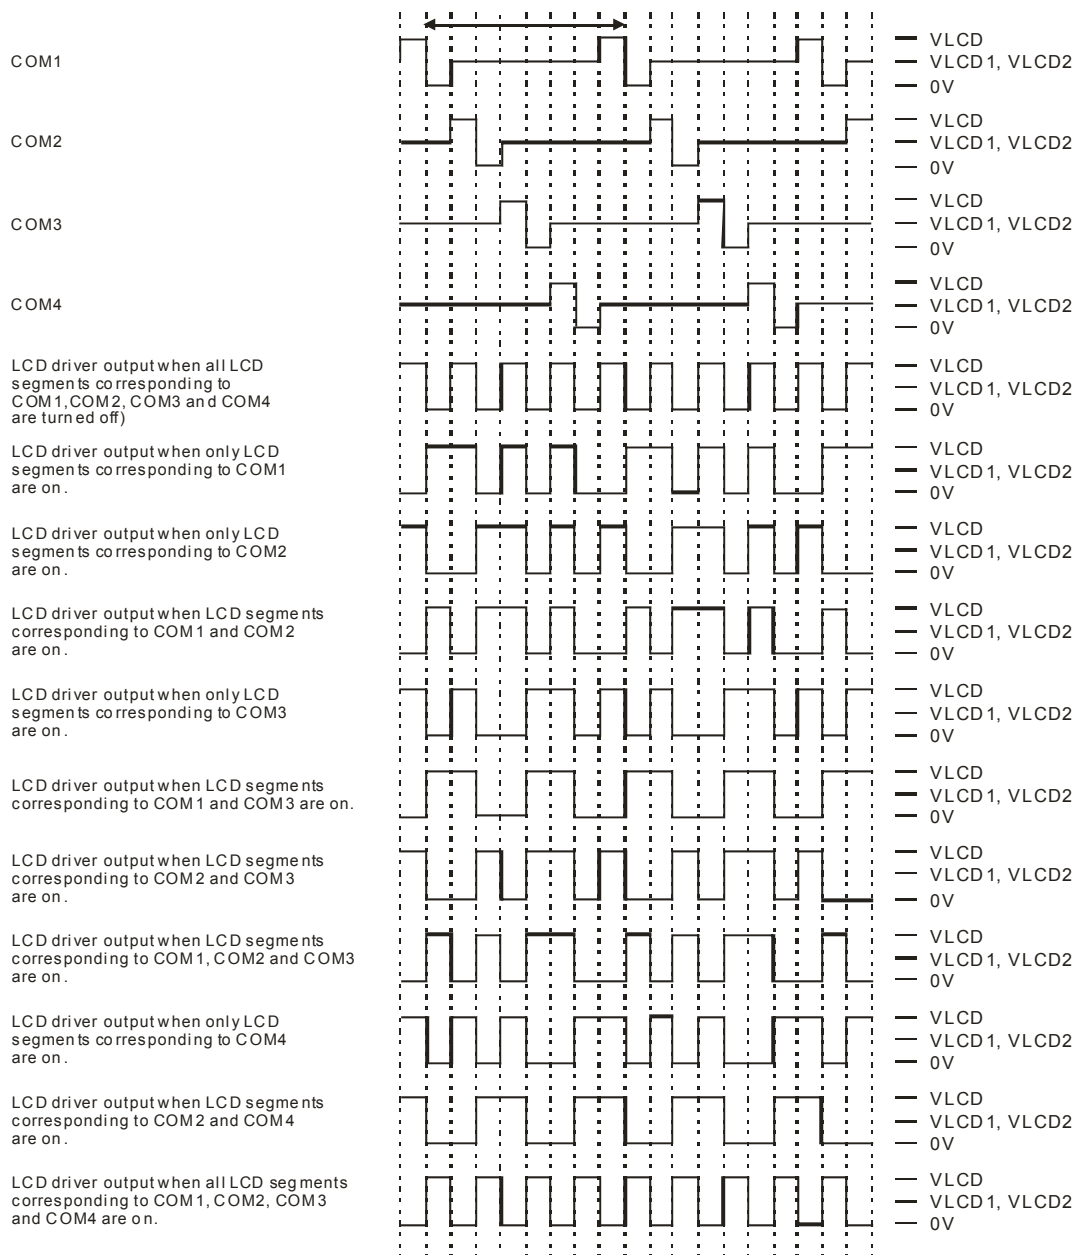 COM1
VLCD
VLCD1, VLCD2
0V
COM2
VLCD
VLCD1, VLCD2
0V
COM3
VLCD
VLCD1, VLCD2
0V
COM4
VLCD
VLCD1, VLCD2
0V
LCD driver output when all LCD
segments corresponding to
COM1,COM2, COM3 and COM4
are turned off)
VLCD
VLCD1, VLCD2
0V
LCD driver output when only LCD
segments corresponding to COM1
are on.
VLCD
VLCD1, VLCD2
0V
LCD driver output when only LCD
segments corresponding to COM2
are on.
VLCD
VLCD1, VLCD2
0V
LCD driver output when LCD segments
corresponding to COM1 and COM2
are on.
VLCD
VLCD1, VLCD2
0V
LCD driver output when only LCD
segments corresponding to COM3
are on.
VLCD
VLCD1, VLCD2
0V
LCD driver output when LCD segments
corresponding to COM1 and COM3 are on.
VLCD
VLCD1, VLCD2
0V
LCD driver output when LCD segments
corresponding to COM2 and COM3
are on.
VLCD
VLCD1, VLCD2
0V
LCD driver output when LCD segments
corresponding to COM1, COM2 and COM3
are on.
VLCD
VLCD1, VLCD2
0V
LCD driver output when only LCD
segments corresponding to COM4
are on.
VLCD
VLCD1, VLCD2
0V
LCD driver output when LCD segments
corresponding to COM2 and COM4
are on.
VLCD
VLCD1, VLCD2
0V
LCD driver output when all LCD segments
corresponding to COM1, COM2, COM3
and COM4 are on.
VLCD
VLCD1, VLCD2
0V